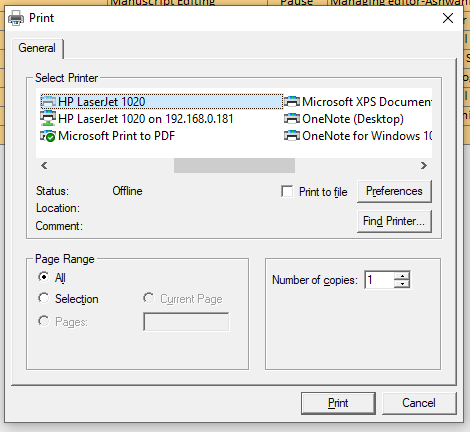 Manuscript Editing Pause Managing editor-Ashwani
Print
General
Select Printer
HP LaserJet 1020
HP LaserJet 1020 on 192.168.0.181
Microsoft Print to PDF
Microsoft XPS Document
OneNote (Desktop)
OneNote for Windows 10
Status: Offline
Location:
Comment:
Print to file
Preferences
Find Printer...
Page Range
All
Selection
Current Page
Pages:
Number of copies: 1
Print
Cancel